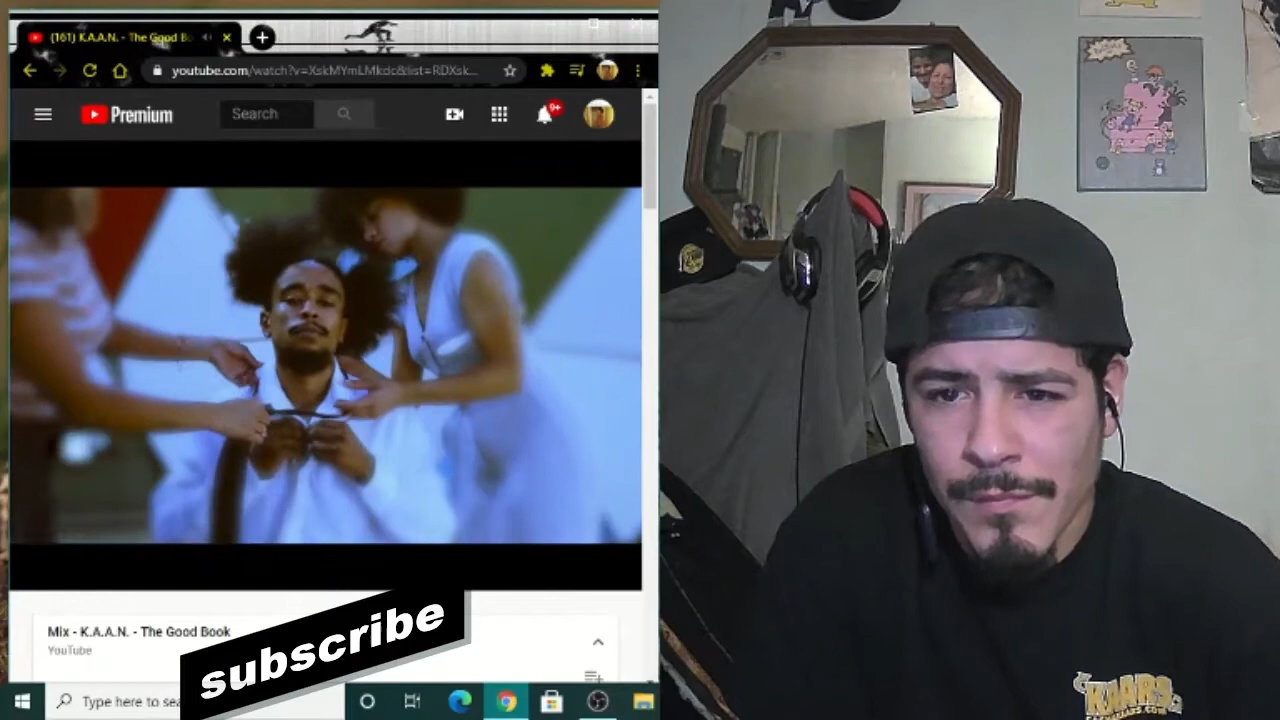 (161) K.A.A.N. - The Good Bo
youtube.com/watch?v=XskMYmLMkdc&list=RDXsk...
Premium
Search
9+
Mix - K.A.A.N. - The Good Book
YouTube
subscribe
Type here to sea
KAARS